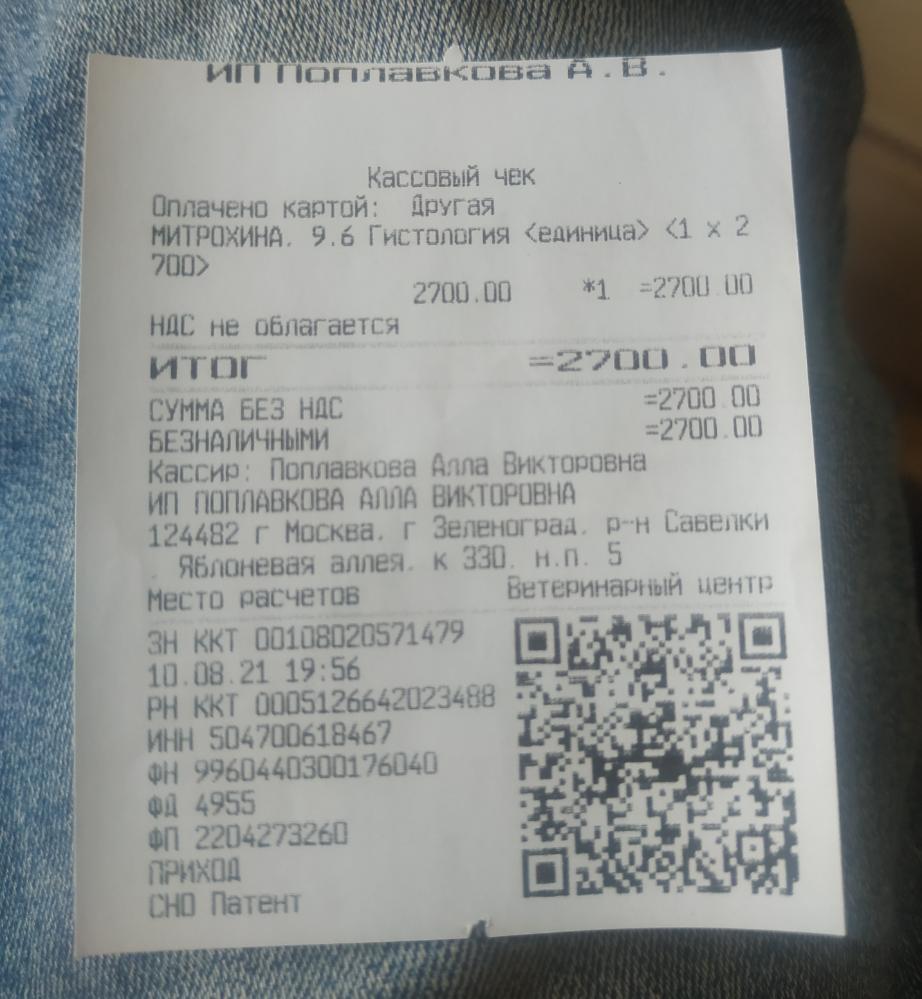 ИП Поплавкова А.В.
Кассовый чек
Оплачено картой: Другая
МИТРОХИНА. 9.6 Гистология <единица> <1 x 2
700>
2700.00 *1 =2700.00
НДС не облагается
ИТОГ =2700.00
СУММА БЕЗ НДС =2700.00
БЕЗНАЛИЧНЫМИ =2700.00
Кассир: Поплавкова Алла Викторовна
ИП ПОПЛАВКОВА АЛЛА ВИКТОРОВНА
124482 г Москва, г Зеленоград, р-н Савелки
, Яблоневая аллея, к 330, н.п. 5
Место расчетов Ветеринарный центр
ЗН ККТ 00108020571479
10.08.21 19:56
РН ККТ 0005126642023488
ИНН 504700618467
ФН 9960440300176040
ФД 4955
ФП 2204273260
ПРИХОД
СНО Патент